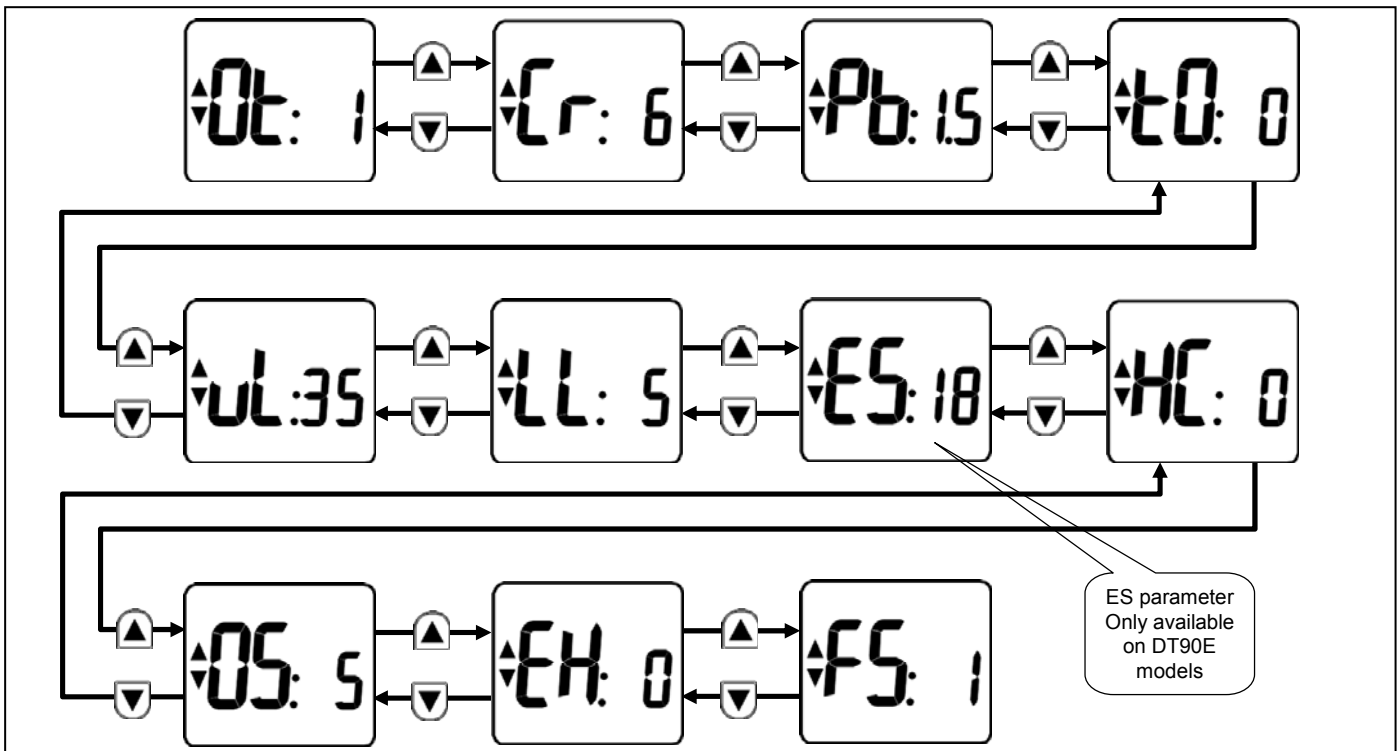 Ot: 1
Cr: 6
Pb:1.5
tO: 0
uL:35
LL: 5
ES:18
HC: 0
OS: 5
EH: 0
FS: 1
ES parameter
Only available
on DT90E
models